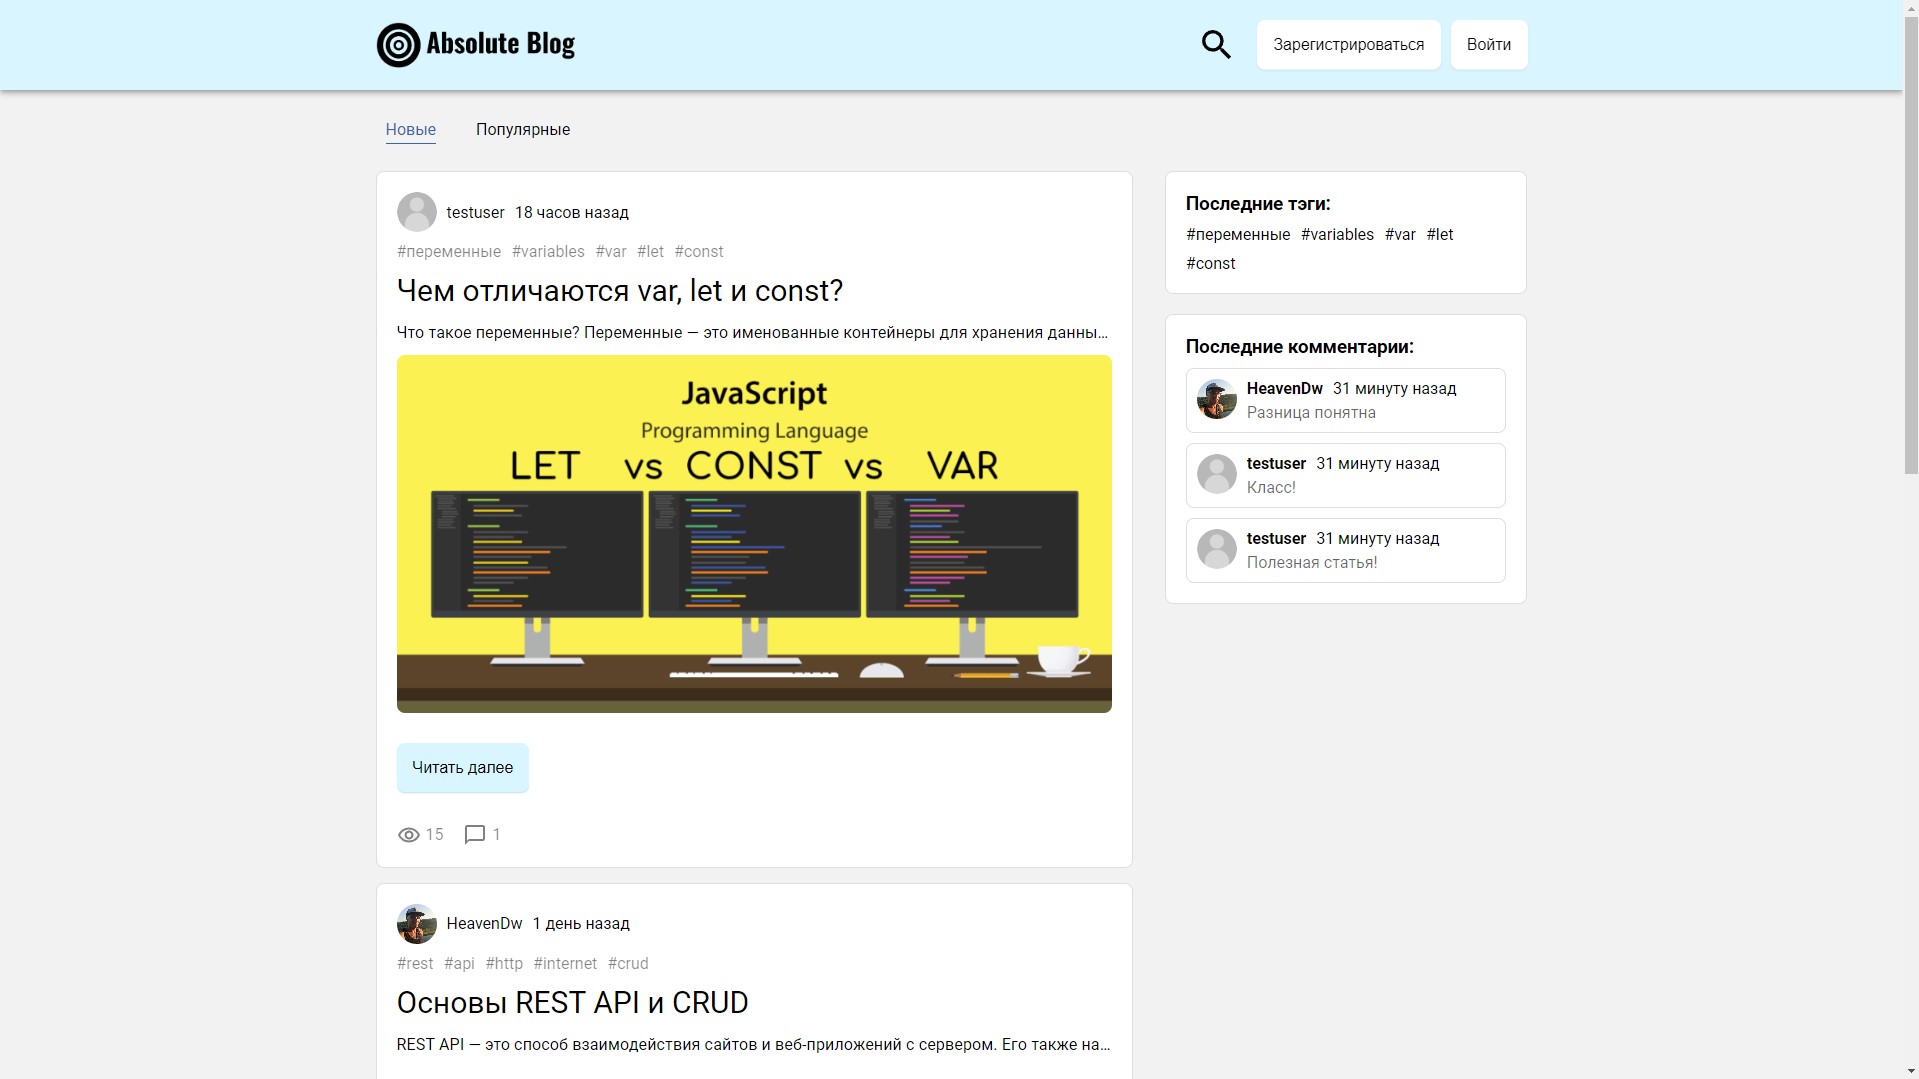 Absolute Blog
Зарегистрироваться
Войти
Новые
Популярные
testuser 18 часов назад
#переменные #variables #var #let #const
Чем отличаются var, let и const?
Что такое переменные? Переменные — это именованные контейнеры для хранения данны...
JavaScript
Programming Language
LET vs CONST vs VAR
Читать далее
15 1
HeavenDw 1 день назад
#rest #api #http #internet #crud
Основы REST API и CRUD
REST API — это способ взаимодействия сайтов и веб-приложений с сервером. Его также на...
Последние тэги:
#переменные #variables #var #let
#const
Последние комментарии:
HeavenDw 31 минуту назад
Разница понятна
testuser 31 минуту назад
Класс!
testuser 31 минуту назад
Полезная статья!